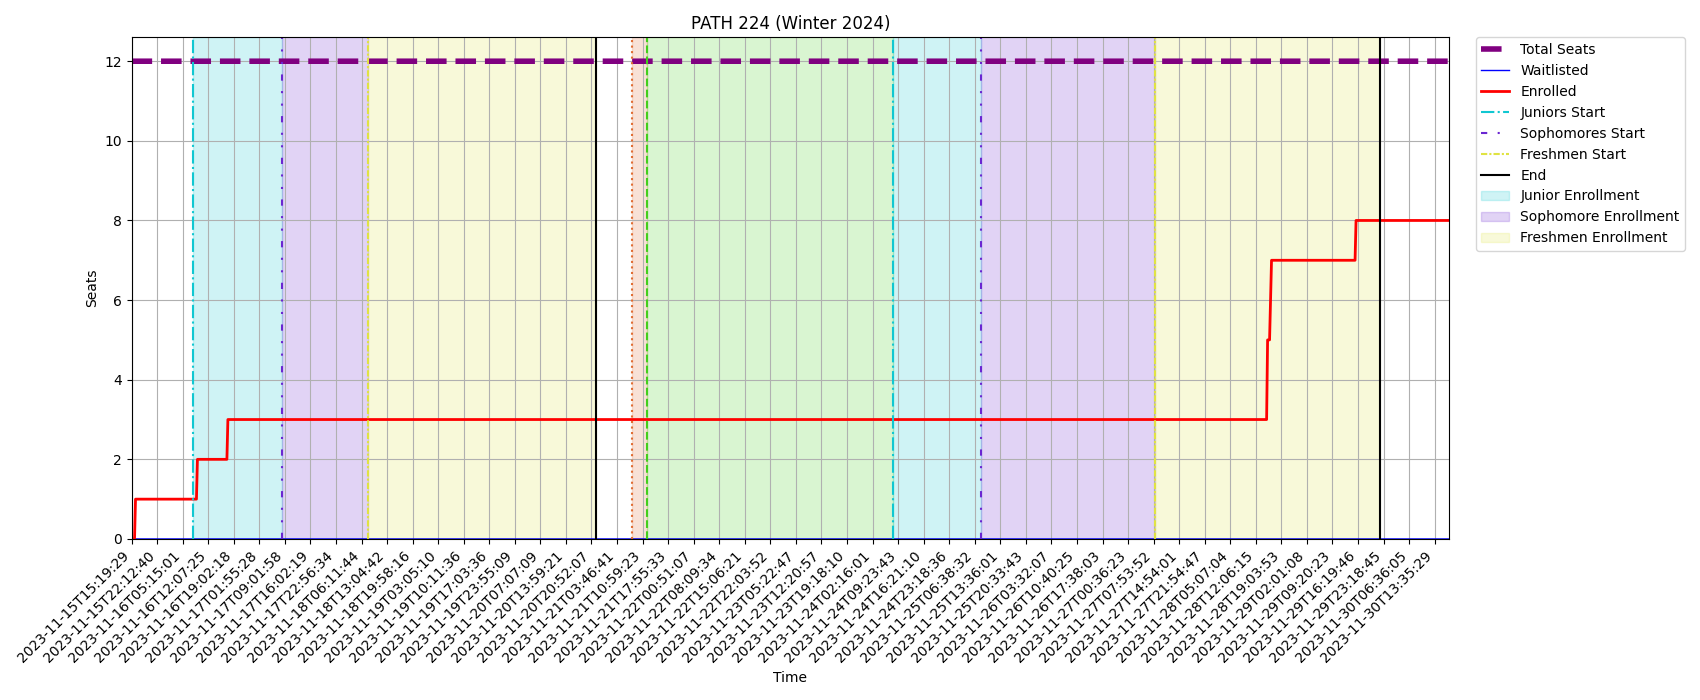 PATH 224 (Winter 2024)
Seats
12
10
8
6
4
2
0
2023-11-15T15:19:29
2023-11-15T22:12:40
2023-11-16T05:15:01
2023-11-16T12:07:25
2023-11-16T19:02:18
2023-11-17T01:55:28
2023-11-17T09:01:58
2023-11-17T16:02:19
2023-11-17T22:56:34
2023-11-18T06:11:44
2023-11-18T13:04:42
2023-11-18T19:58:16
2023-11-19T03:05:10
2023-11-19T10:11:36
2023-11-19T17:03:36
2023-11-19T23:55:09
2023-11-20T07:07:09
2023-11-20T13:59:21
2023-11-20T20:52:07
2023-11-21T03:46:41
2023-11-21T10:59:23
2023-11-21T17:55:33
2023-11-22T00:51:07
2023-11-22T08:09:34
2023-11-22T15:06:21
2023-11-22T22:03:52
2023-11-23T05:22:47
2023-11-23T12:20:57
2023-11-23T19:18:10
2023-11-24T02:16:01
2023-11-24T09:23:43
2023-11-24T16:21:10
2023-11-24T23:18:36
2023-11-25T06:38:32
2023-11-25T13:36:01
2023-11-25T20:33:43
2023-11-26T03:32:07
2023-11-26T10:40:25
2023-11-26T17:38:03
2023-11-27T00:36:23
2023-11-27T07:53:52
2023-11-27T14:54:01
2023-11-27T21:54:47
2023-11-28T05:07:04
2023-11-28T12:06:15
2023-11-28T19:03:53
2023-11-29T02:01:08
2023-11-29T09:20:23
2023-11-29T16:19:46
2023-11-29T23:18:45
2023-11-30T06:36:05
2023-11-30T13:35:29
Time
Total Seats
Waitlisted
Enrolled
Juniors Start
Sophomores Start
Freshmen Start
End
Junior Enrollment
Sophomore Enrollment
Freshmen Enrollment